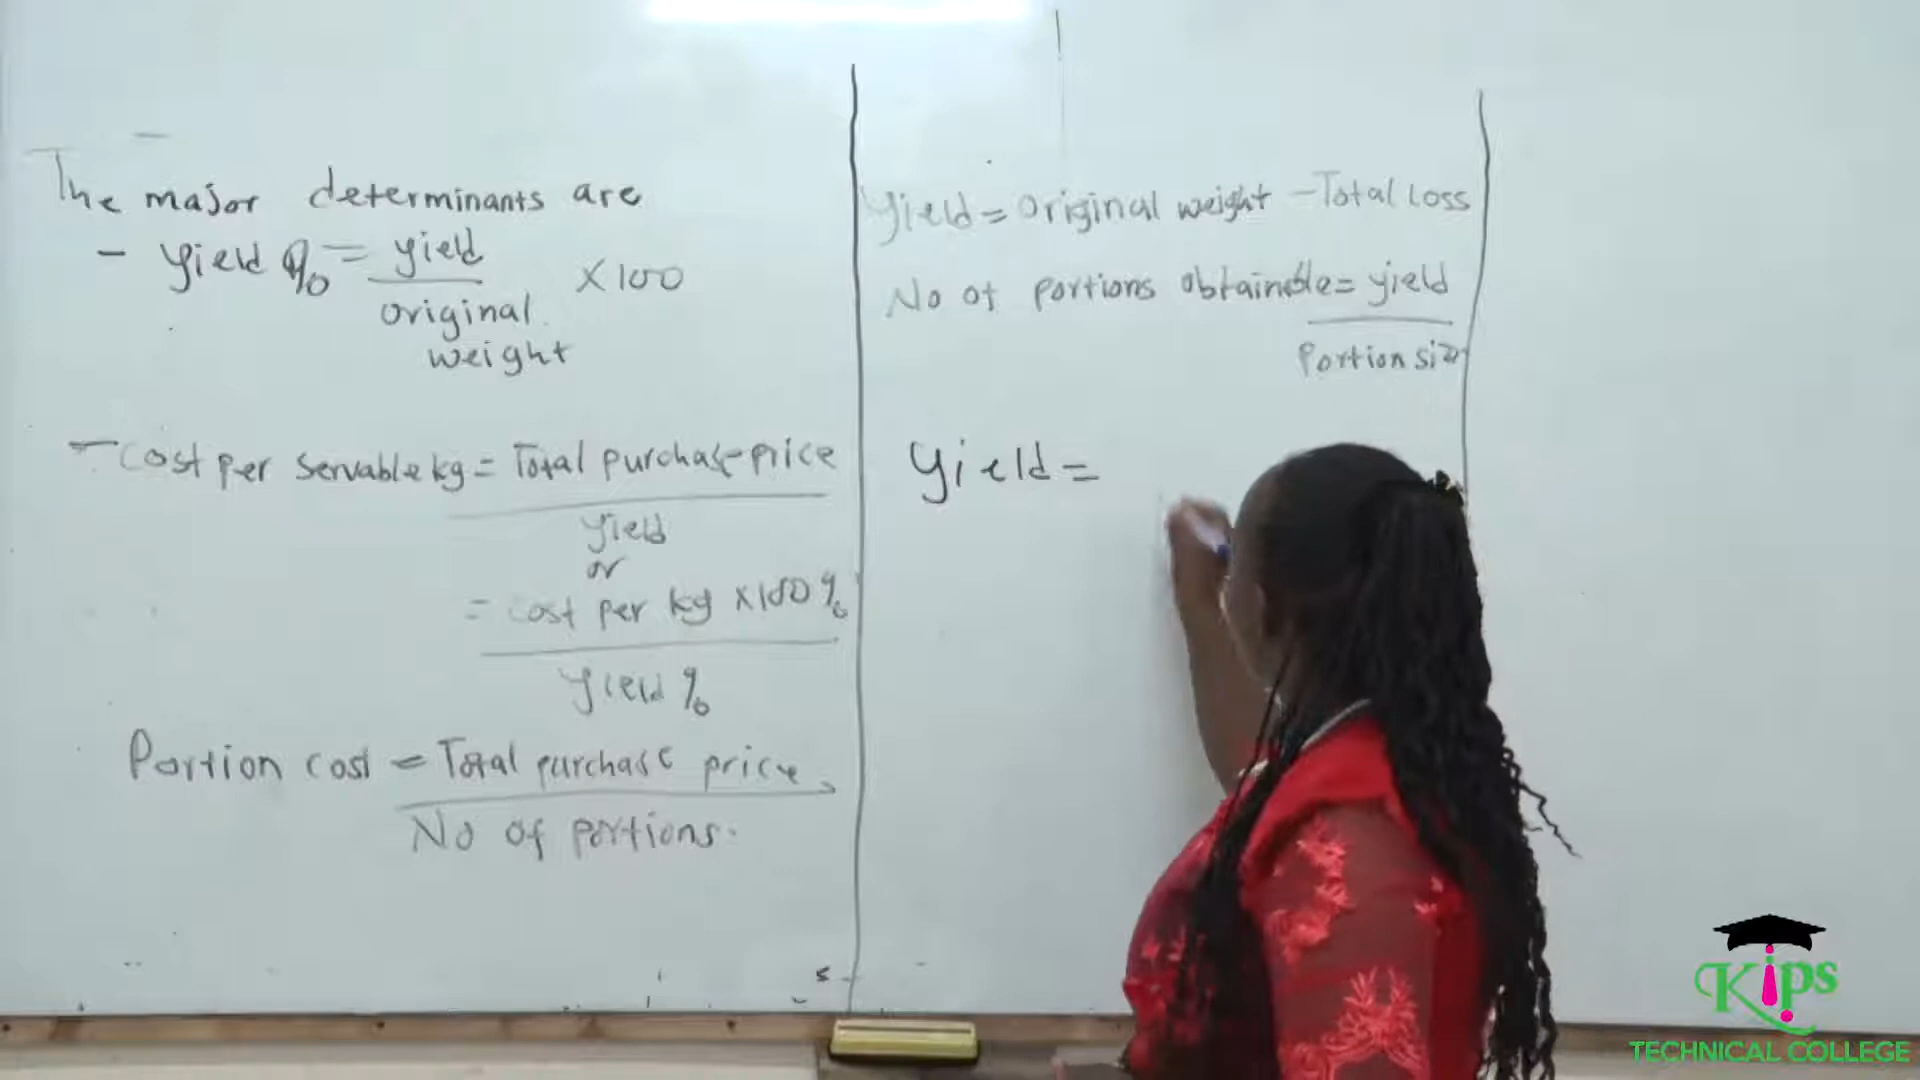 The major determinants are
- Yield % = yield X100
original
weight
- Cost per servable kg = Total purchase price
yield
or
= cost per kg X100%
yield %
Portion cost = Total purchase price
No of portions.
Yield = Original weight - Total loss
No of portions obtainable = yield
Portion size
Yield =
Kips
TECHNICAL COLLEGE